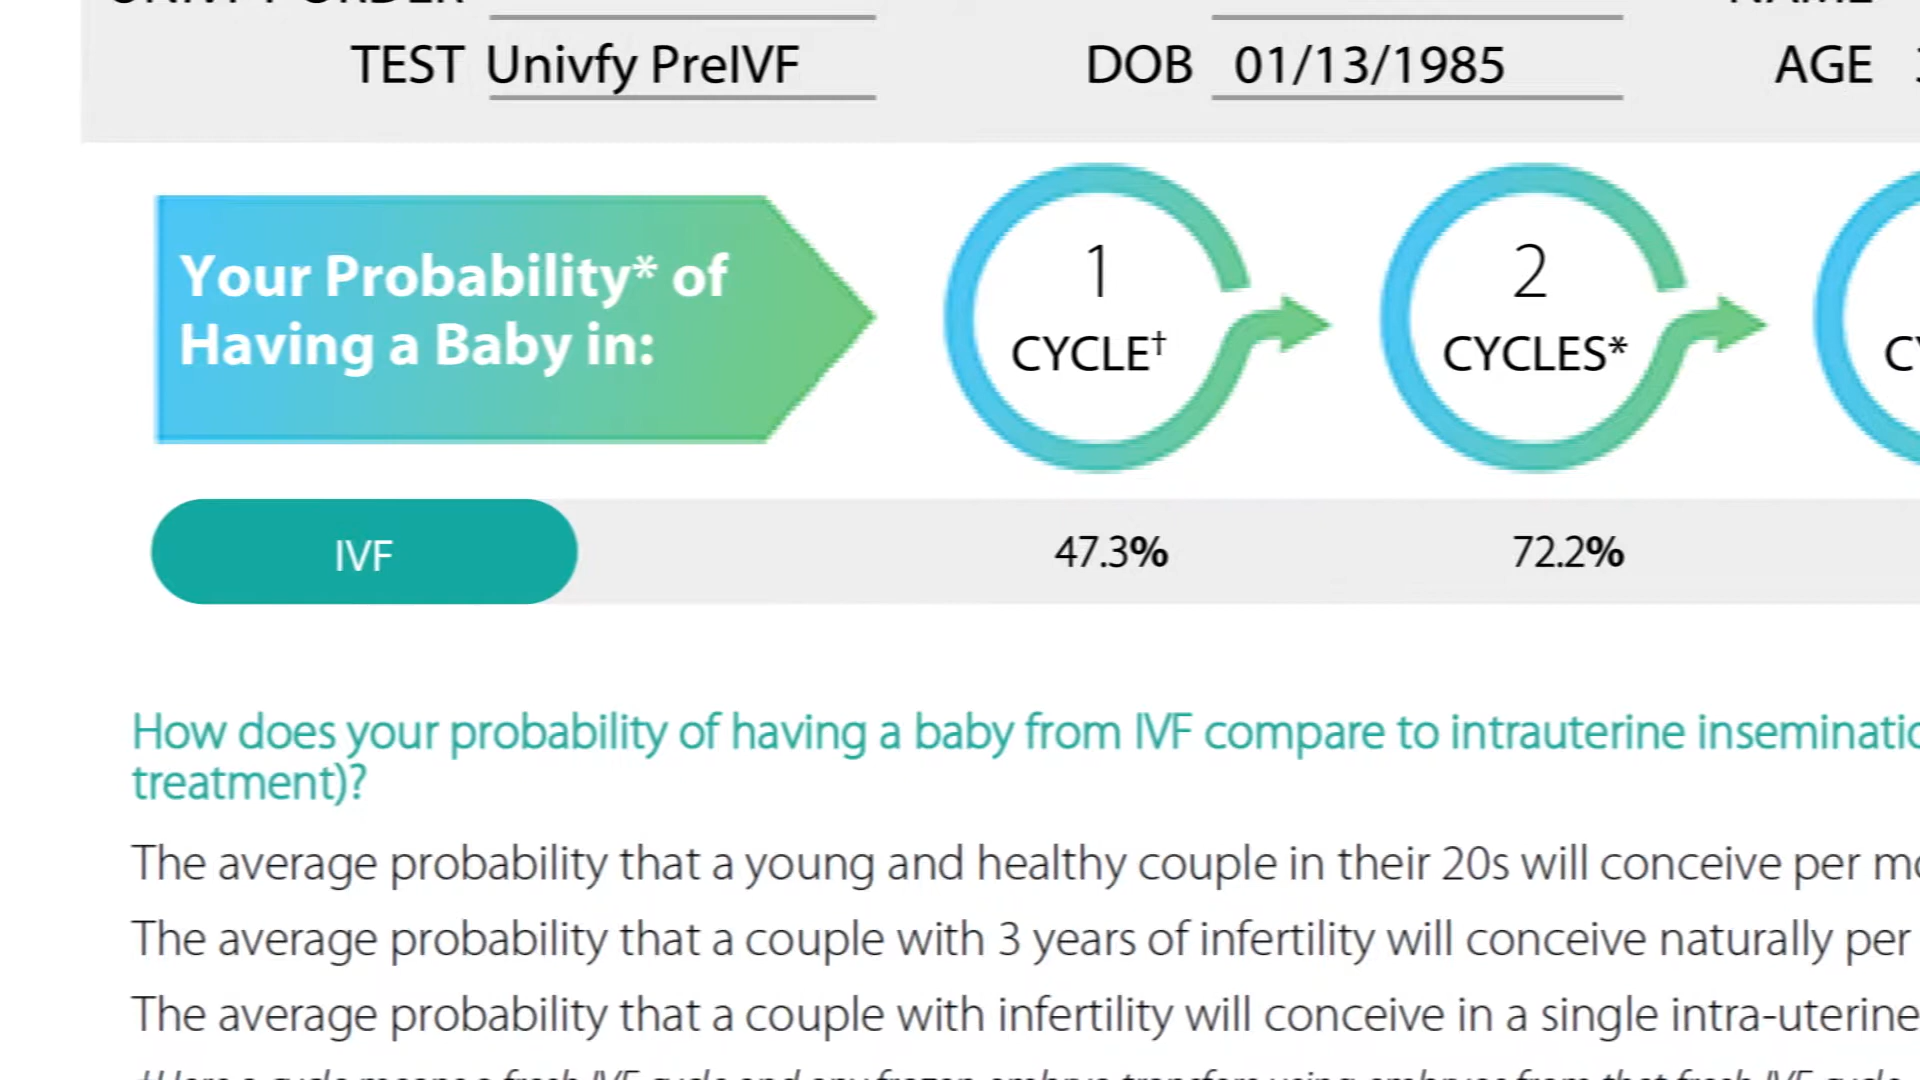 UNIVFY ORDER NAME
TEST Univfy PreIVF DOB 01/13/1985 AGE
Your Probability* of
Having a Baby in:
1
CYCLE†
2
CYCLES*
IVF 47.3% 72.2%
How does your probability of having a baby from IVF compare to intrauterine
treatment)?
The average probability that a young and healthy couple in their 20s will conceive per
The average probability that a couple with 3 years of infertility will conceive naturally per
The average probability that a couple with infertility will conceive in a single intra-uterine